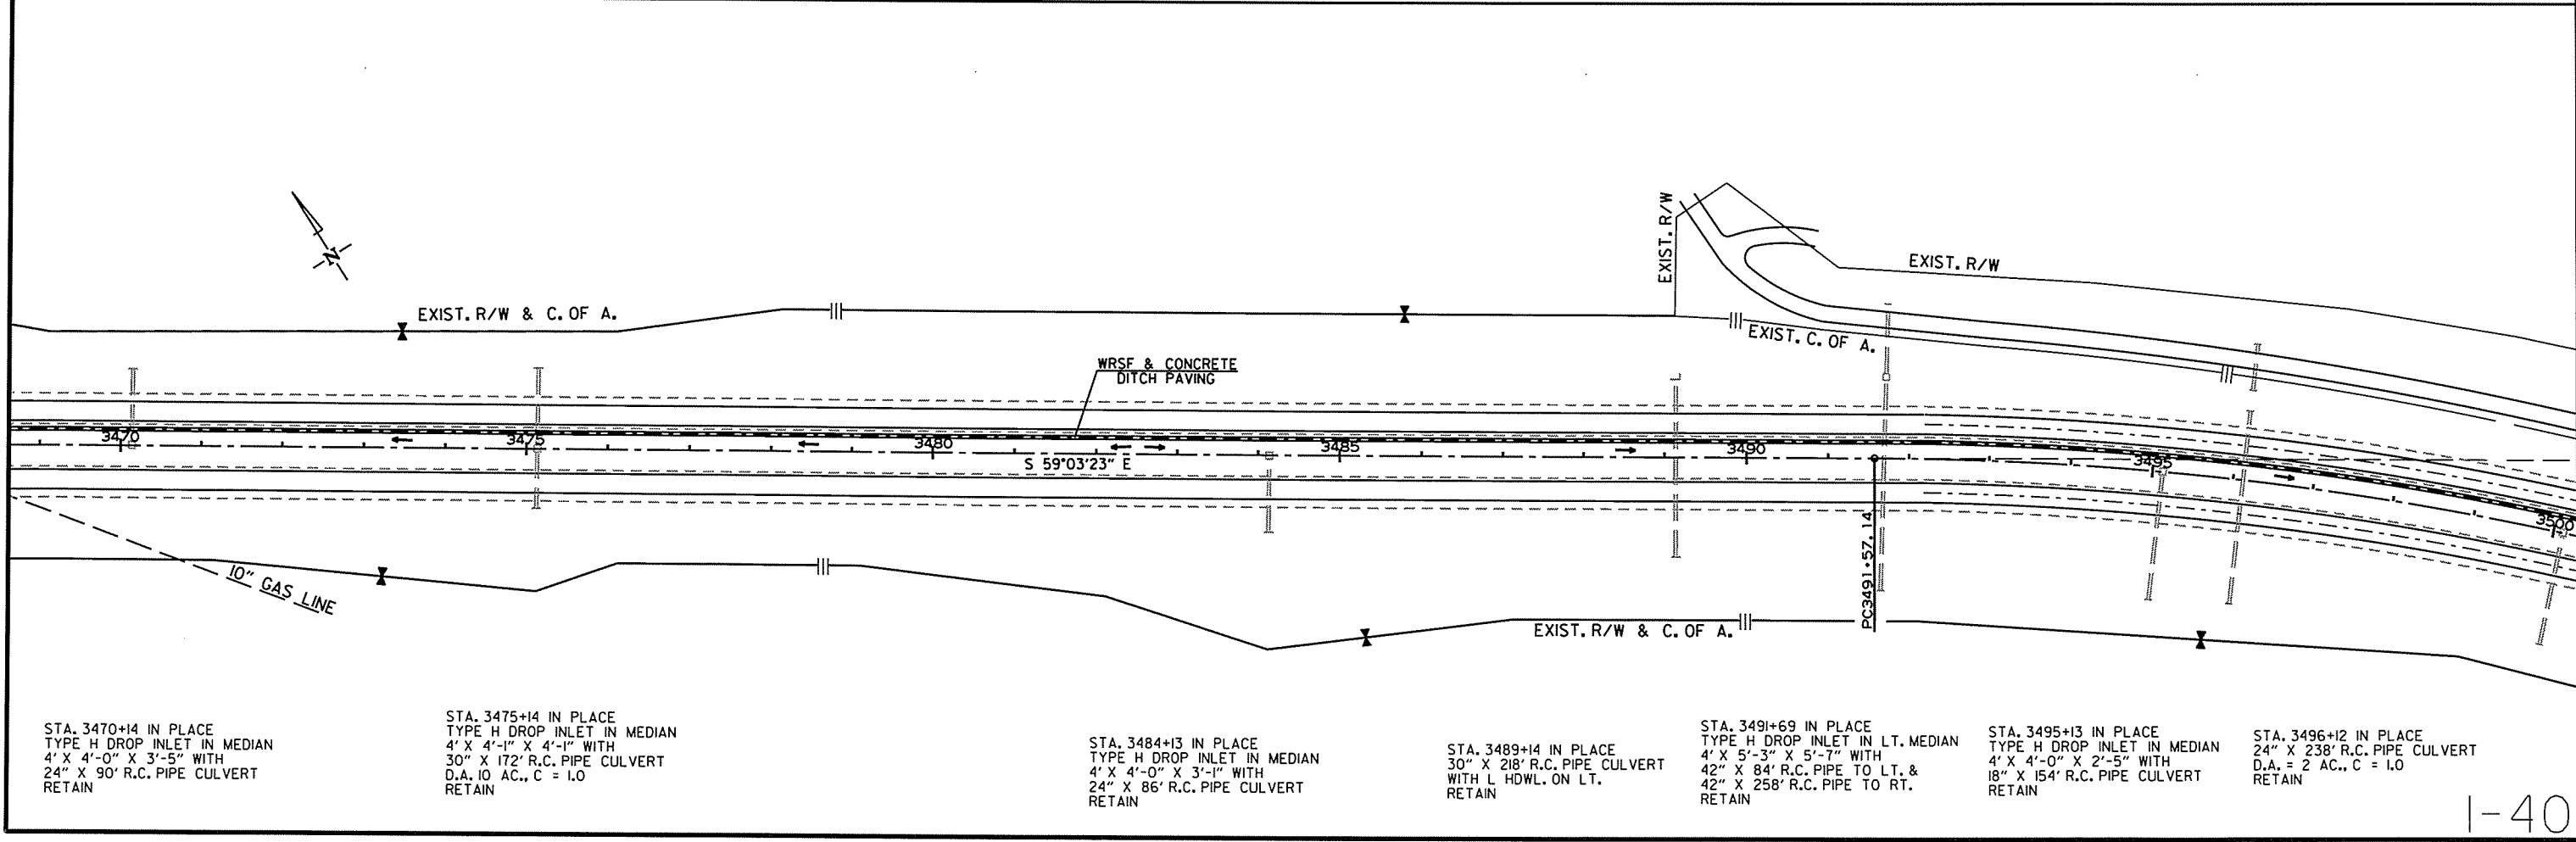 EXIST. R/W
N
EXIST. R/W
EXIST. R/W & C. OF A.
EXIST. C. OF A.
WRSF & CONCRETE
DITCH PAVING
3470
3475
3480
3485
3490
3495
3500
S 59°03'23" E
PC3491+57.14
10" GAS LINE
EXIST. R/W & C. OF A.
STA. 3470+14 IN PLACE
TYPE H DROP INLET IN MEDIAN
4' X 4'-0" X 3'-5" WITH
24" X 90' R.C. PIPE CULVERT
RETAIN
STA. 3475+14 IN PLACE
TYPE H DROP INLET IN MEDIAN
4' X 4'-1" X 4'-1" WITH
30" X 172' R.C. PIPE CULVERT
D.A. 10 AC., C = 1.0
RETAIN
STA. 3484+13 IN PLACE
TYPE H DROP INLET IN MEDIAN
4' X 4'-0" X 3'-1" WITH
24" X 86' R.C. PIPE CULVERT
RETAIN
STA. 3489+14 IN PLACE
30" X 218' R.C. PIPE CULVERT
WITH L HDWL. ON LT.
RETAIN
STA. 3491+69 IN PLACE
TYPE H DROP INLET IN LT. MEDIAN
4' X 5'-3" X 5'-7" WITH
42" X 84' R.C. PIPE TO LT. &
42" X 258' R.C. PIPE TO RT.
RETAIN
STA. 3495+13 IN PLACE
TYPE H DROP INLET IN MEDIAN
4' X 4'-0" X 2'-5" WITH
18" X 154' R.C. PIPE CULVERT
RETAIN
STA. 3496+12 IN PLACE
24" X 238' R.C. PIPE CULVERT
D.A. = 2 AC., C = 1.0
RETAIN
I-40